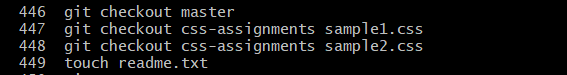 446 git checkout master
447 git checkout css-assignments sample1.css
448 git checkout css-assignments sample2.css
449 touch readme.txt